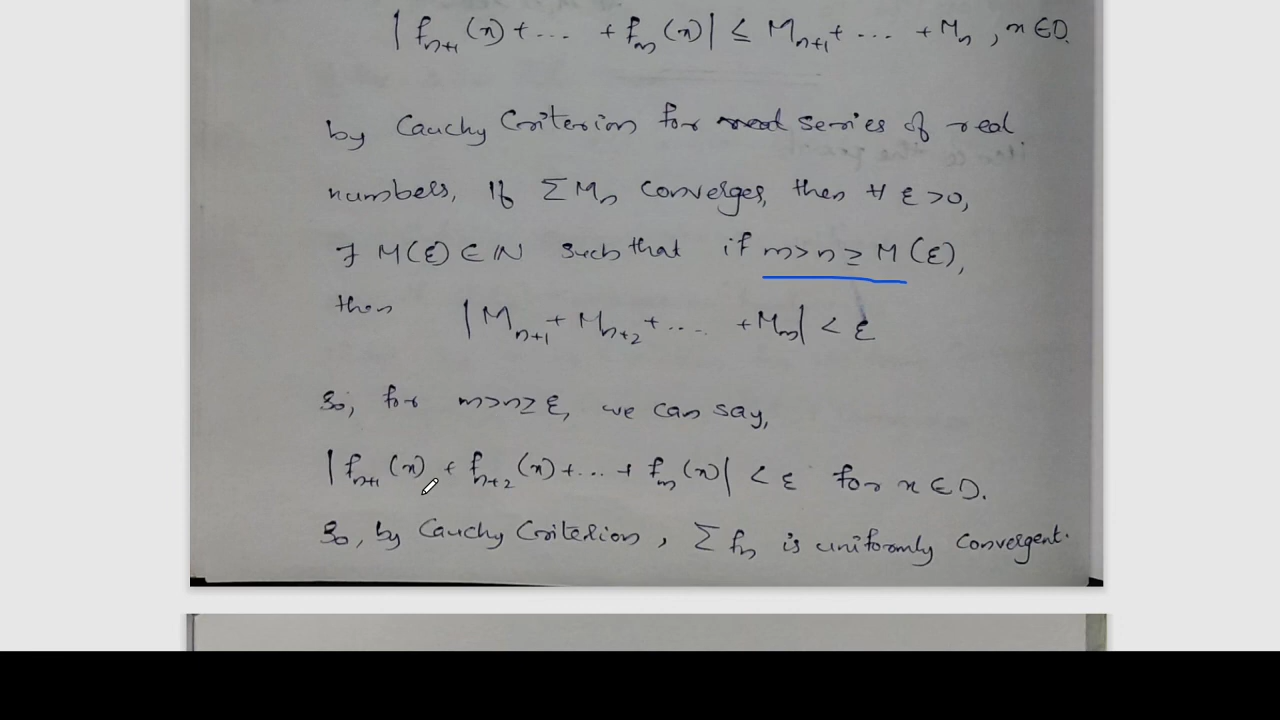 | f_{n+1}(x) + ... + f_m(x) | ≤ M_{n+1} + ... + M_n , x ∈ D.
by Cauchy Criterion for real series of real
numbers, If Σ M_n converges, then ∀ ε > 0,
∃ M(ε) ∈ ℕ such that if m > n ≥ M(ε),
then | M_{n+1} + M_{n+2} + .... + M_m | < ε
So, for m > n ≥ ε, we can say,
| f_{n+1}(x) + f_{n+2}(x) + ... + f_m(x) | < ε for x ∈ D.
So, by Cauchy Criterion, Σ f_n is uniformly convergent.